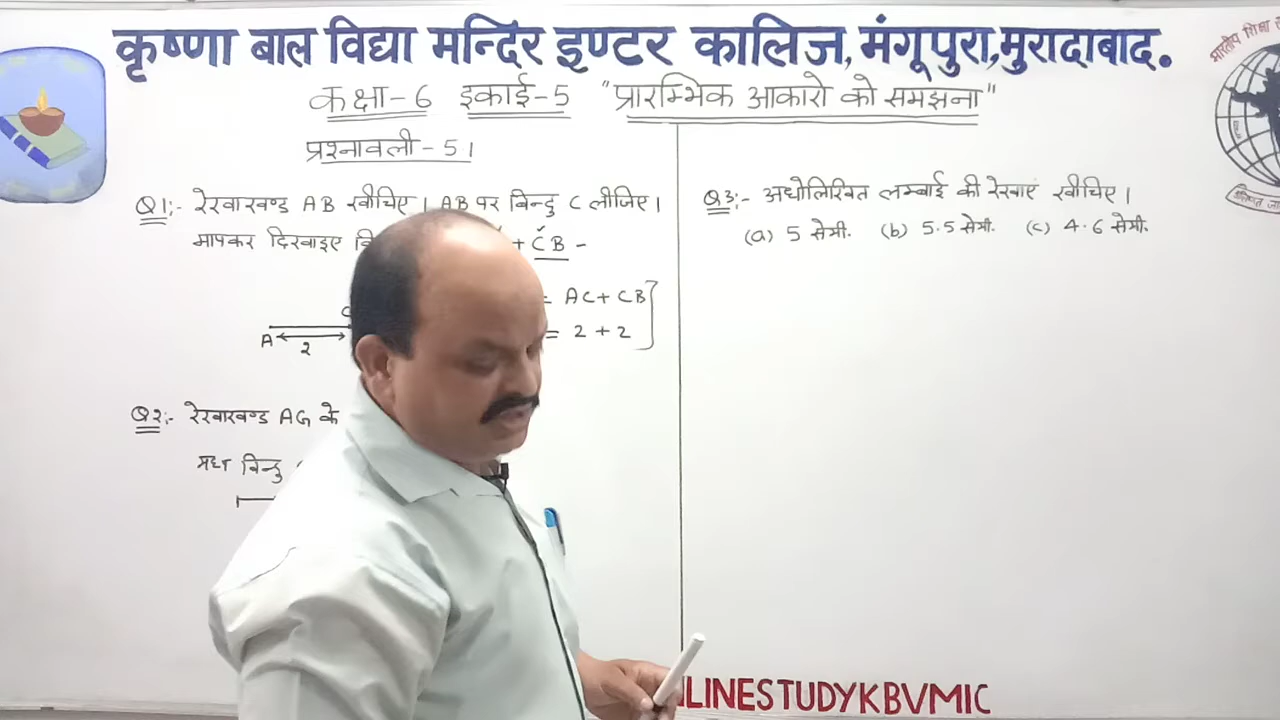 कृष्णा बाल विद्या मन्दिर इण्टर कालिज, मंगूपुरा,मुरादाबाद.
कक्षा-6 इकाई-5 "प्रारम्भिक आकारो को समझना"
प्रश्नावली-51
Q1:- रेखाखण्ड AB खीचिए। AB पर बिन्दु C लीजिए।
मापकर दिखाइए + CB -
= AC + CB
A 2 = 2 + 2
Q2:- रेखाखण्ड AG के
मध्य बिन्दु
Q3:- अधोलिखित लम्बाई की रेखाएं खीचिए।
(a) 5 सेमी. (b) 5.5 सेमी. (c) 4.6 सेमी.
LINESTUDYKBVMIC